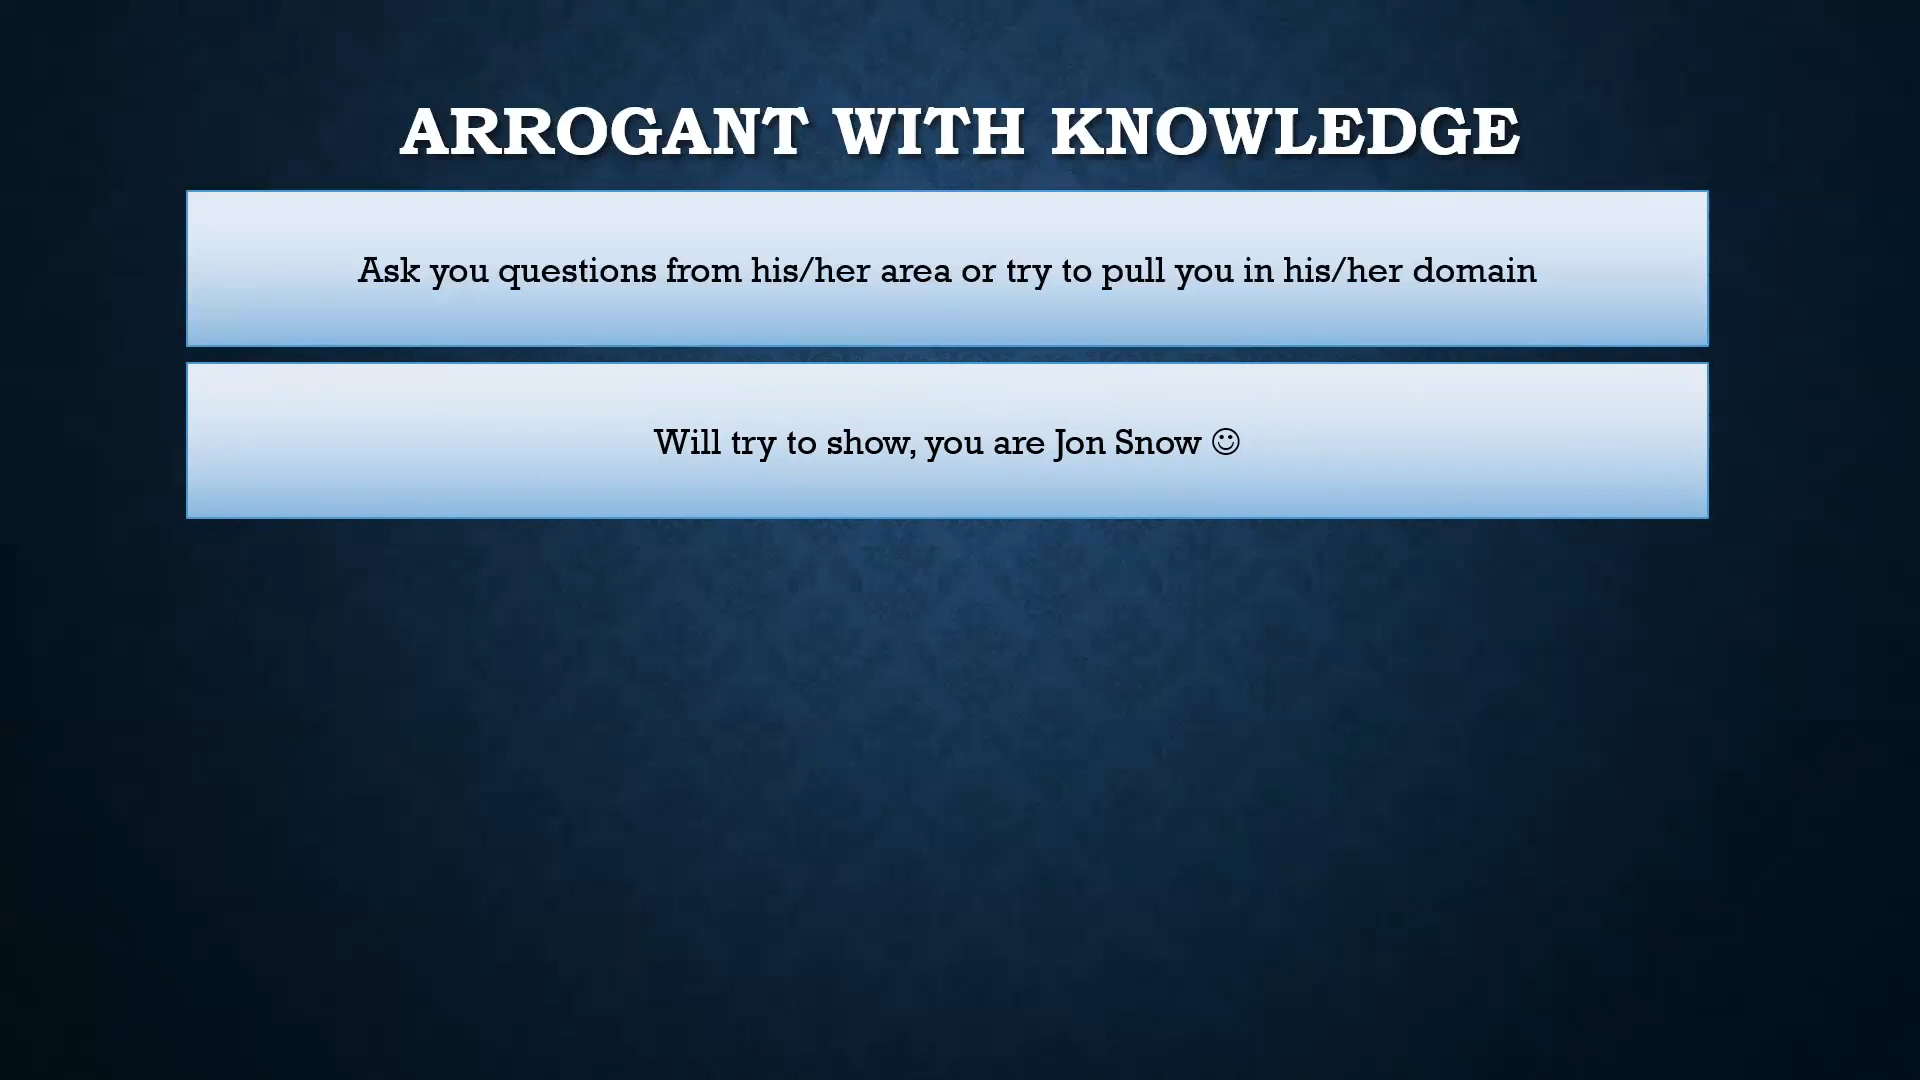 ARROGANT WITH KNOWLEDGE
Ask you questions from his/her area or try to pull you in his/her domain
Will try to show, you are Jon Snow ☺